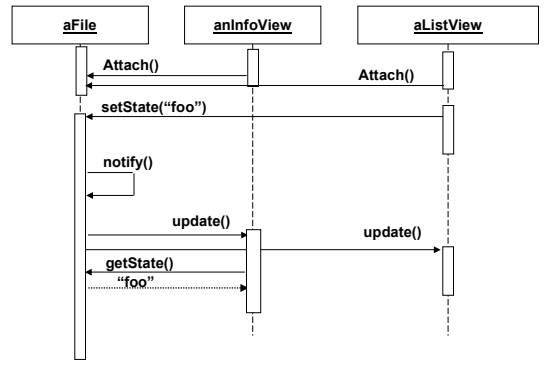 aFile
anInfoView
aListView
Attach()
Attach()
setState(“foo”)
notify()
update()
update()
getState()
“foo”